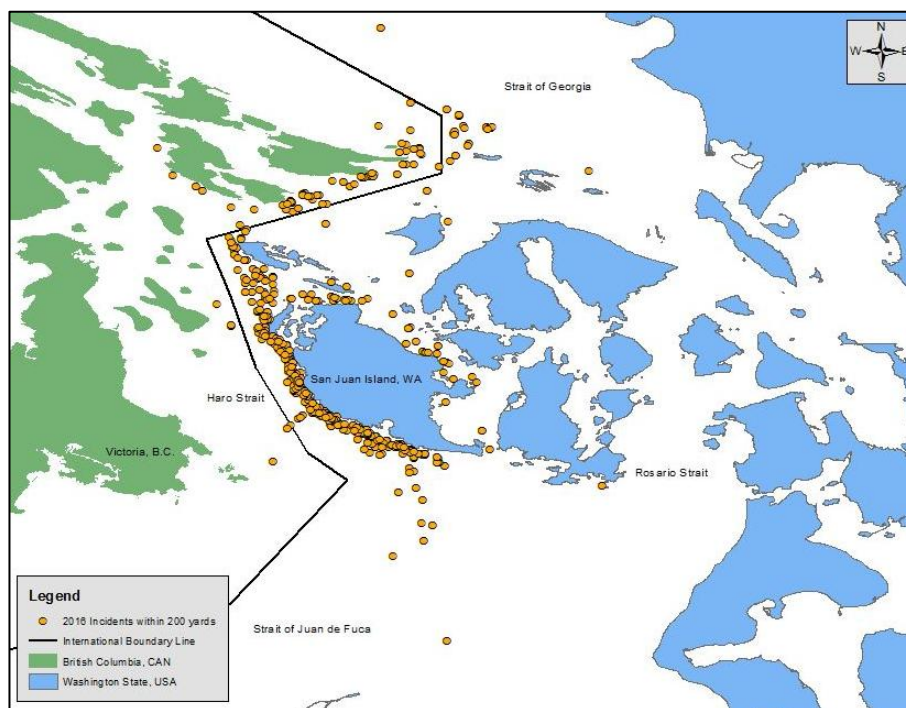 N
W E
S
Strait of Georgia
San Juan Island, WA
Haro Strait
Victoria, B.C.
Rosario Strait
Strait of Juan de Fuca
Legend
2016 Incidents within 200 yards
International Boundary Line
British Columbia, CAN
Washington State, USA